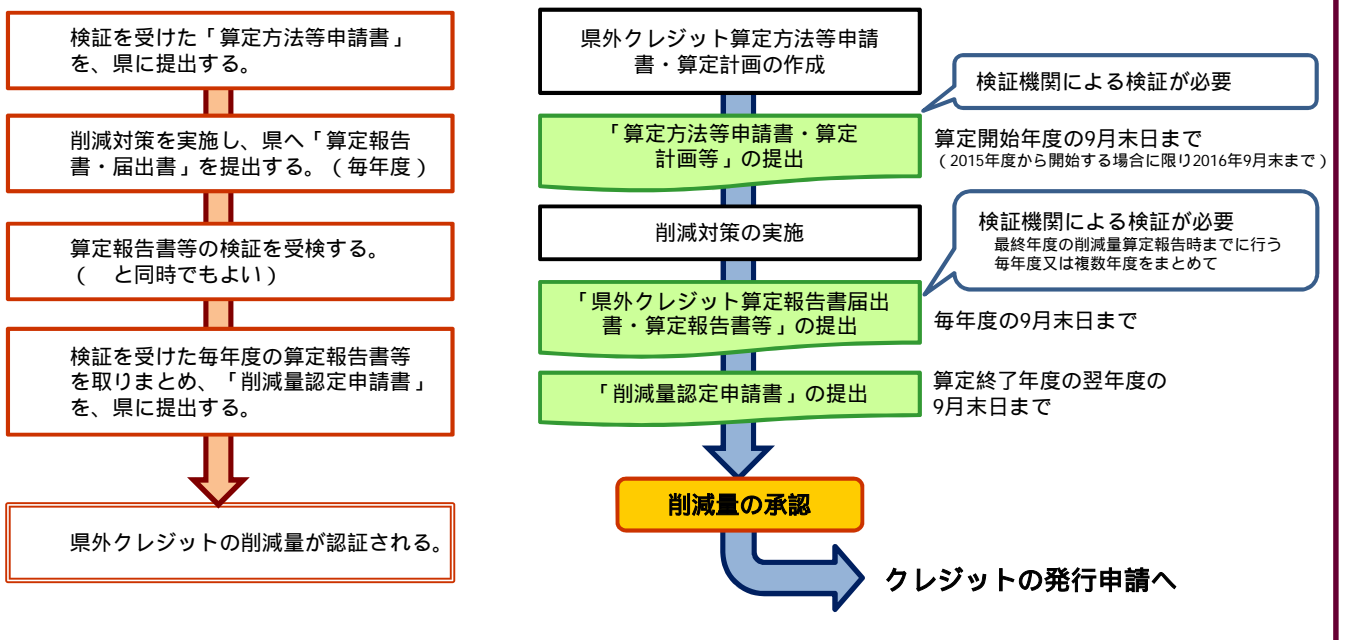 検証を受けた「算定方法等申請書」
を、県に提出する。
削減対策を実施し、県へ「算定報告
書・届出書」を提出する。(毎年度)
算定報告書等の検証を受検する。
(　と同時でもよい)
検証を受けた毎年度の算定報告書等
を取りまとめ、「削減量認定申請書」
を、県に提出する。
県外クレジットの削減量が認証される。
県外クレジット算定方法等申請
書・算定計画の作成
検証機関による検証が必要
「算定方法等申請書・算定
計画等」の提出
算定開始年度の9月末日まで
(2015年度から開始する場合に限り2016年9月末まで)
削減対策の実施
検証機関による検証が必要
最終年度の削減量算定報告時までに行う
毎年度又は複数年度をまとめて
「県外クレジット算定報告書届出
書・算定報告書等」の提出
毎年度の9月末日まで
「削減量認定申請書」の提出
算定終了年度の翌年度の
9月末日まで
削減量の承認
クレジットの発行申請へ